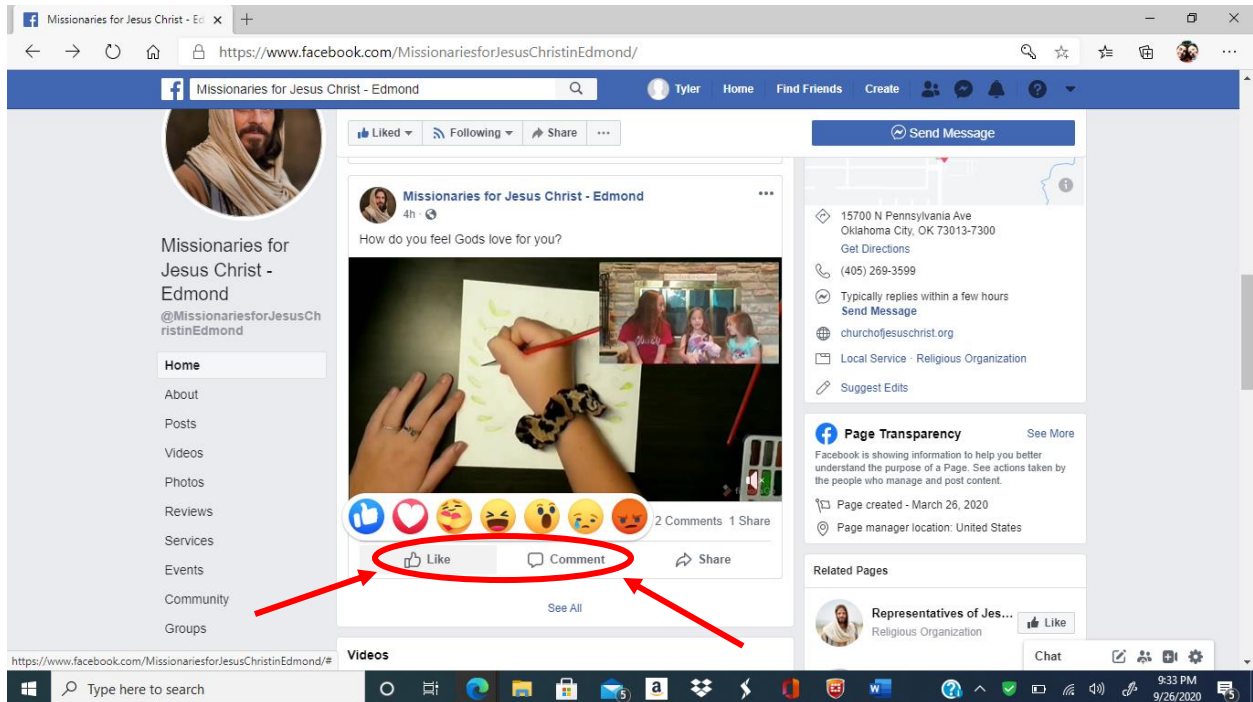 Missionaries for Jesus Christ - Ed
https://www.facebook.com/MissionariesforJesusChristinEdmond/
Missionaries for Jesus Christ - Edmond
Tyler Home Find Friends Create
Liked Following Share
Send Message
Missionaries for
Jesus Christ -
Edmond
@MissionariesforJesusCh
ristinEdmond
Home
About
Posts
Videos
Photos
Reviews
Services
Events
Community
Groups
Missionaries for Jesus Christ - Edmond
4h
How do you feel Gods love for you?
2 Comments 1 Share
Like Comment Share
See All
Videos
15700 N Pennsylvania Ave
Oklahoma City, OK 73013-7300
Get Directions
(405) 269-3599
Typically replies within a few hours
Send Message
churchofjesuschrist.org
Local Service · Religious Organization
Suggest Edits
Page Transparency See More
Facebook is showing information to help you better
understand the purpose of a Page. See actions taken by
the people who manage and post content.
Page created - March 26, 2020
Page manager location: United States
Related Pages
Representatives of Jes...
Religious Organization
Like
Chat
https://www.facebook.com/MissionariesforJesusChristinEdmond/#
Type here to search
5
a
W
9:33 PM
9/26/2020
5